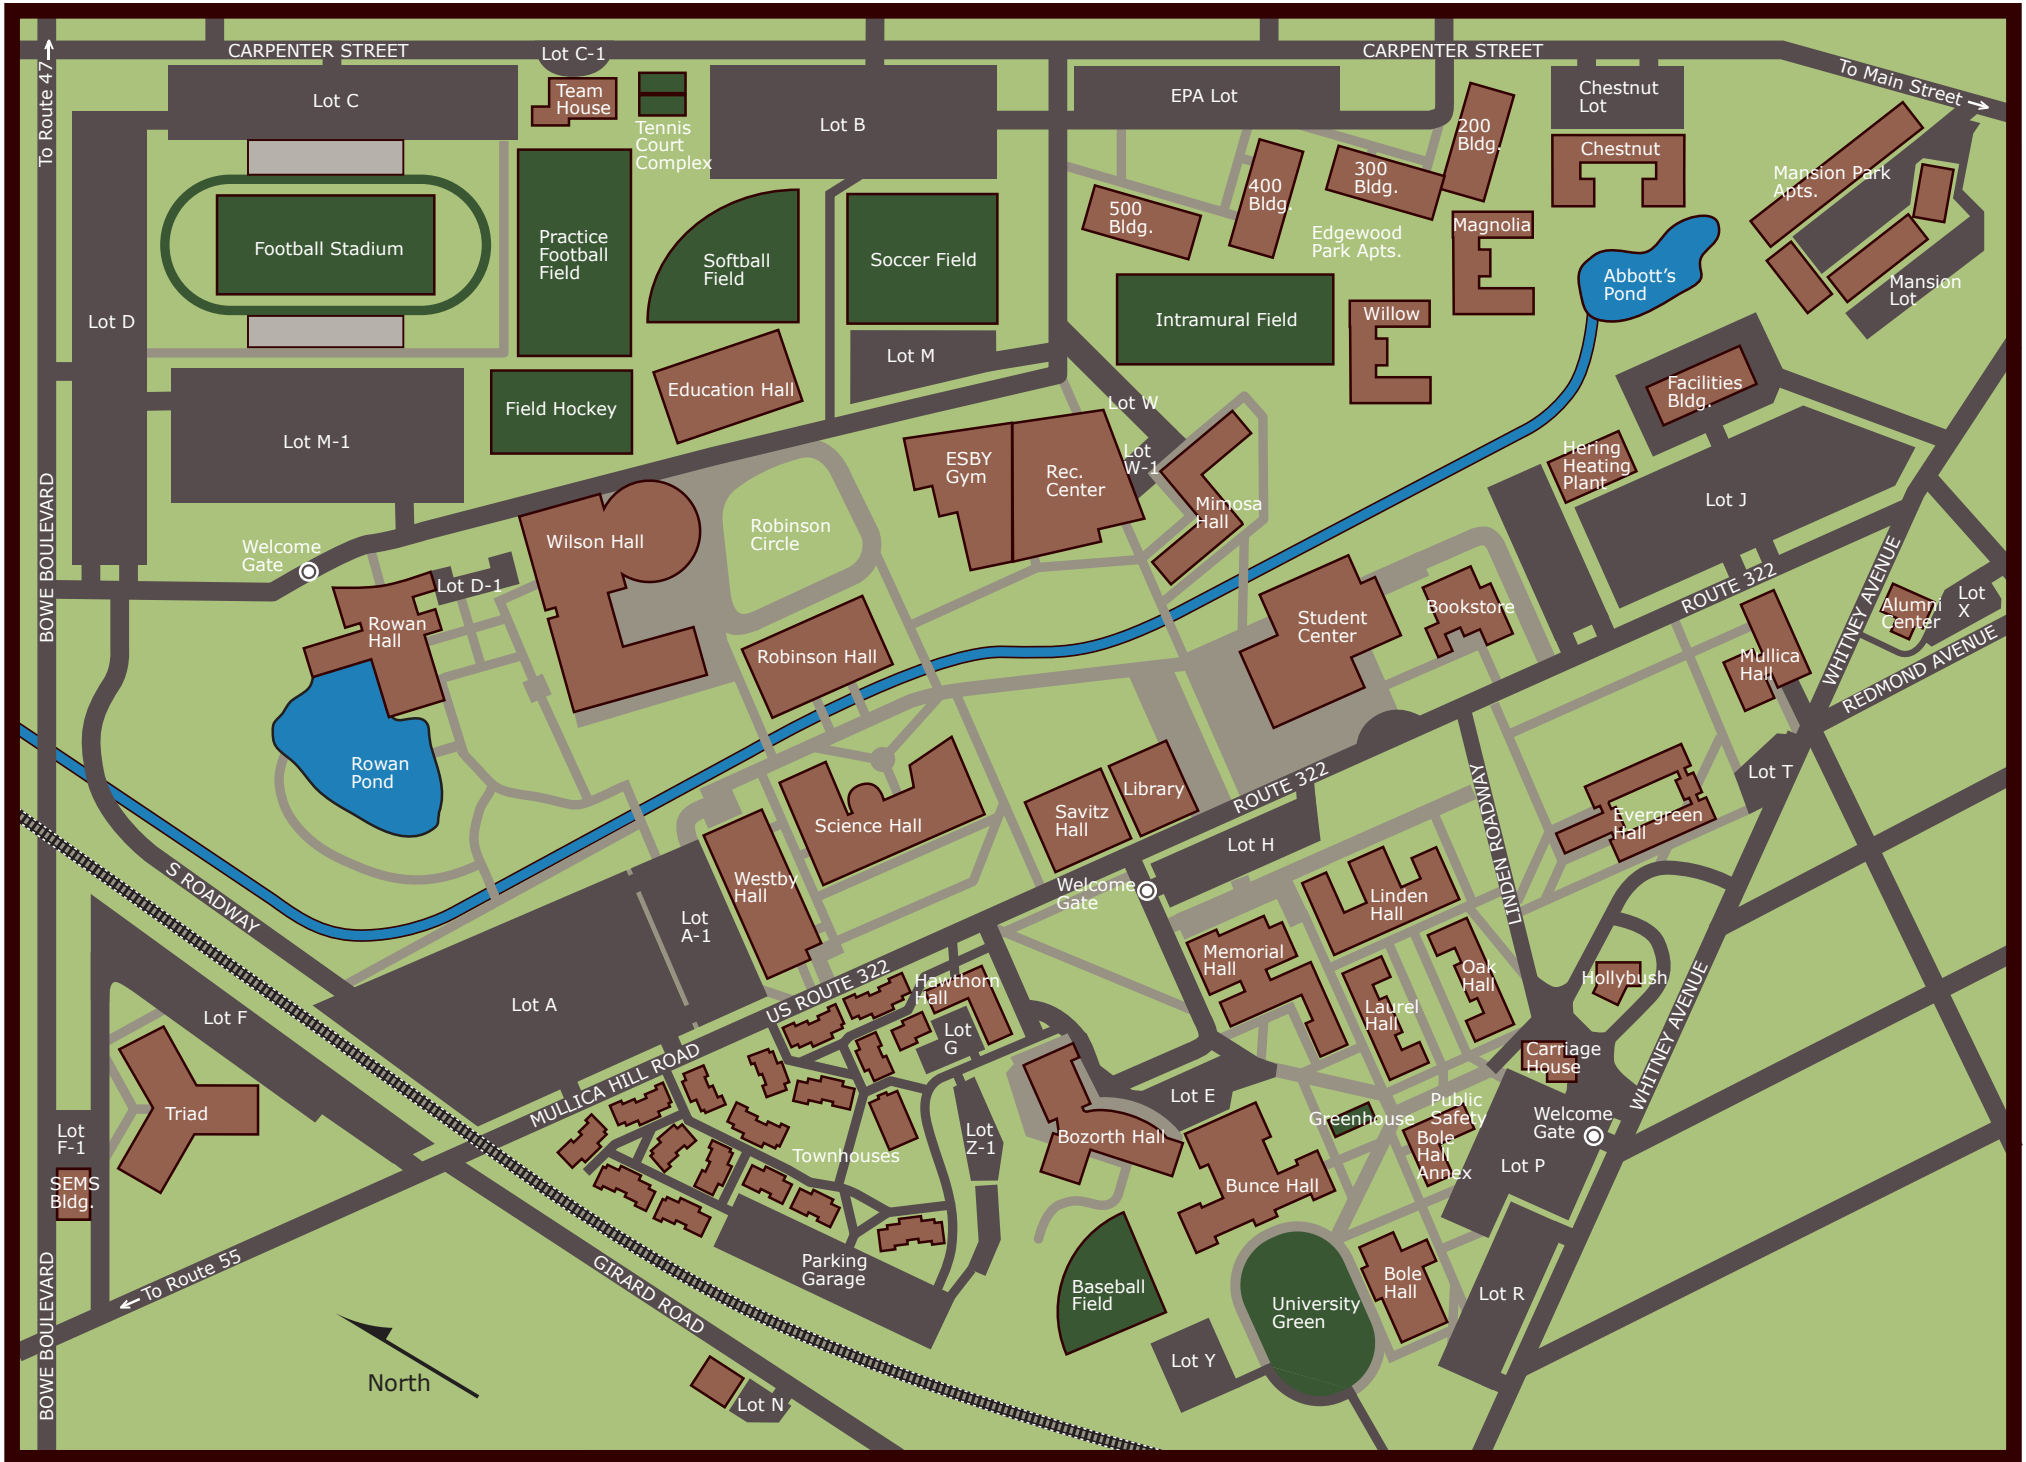 CARPENTER STREET
Lot C-1
CARPENTER STREET
To Main Street
To Route 47
Lot C
Team
House
Tennis
Court
Complex
Lot B
EPA Lot
200
Bldg.
Chestnut
Lot
Chestnut
300
Bldg.
400
Bldg.
500
Bldg.
Mansion Park
Apts.
Magnolia
Edgewood
Park Apts.
Football Stadium
Practice
Football
Field
Softball
Field
Soccer Field
Abbott's
Pond
Mansion
Lot
Lot D
Intramural Field
Willow
Lot M
Education Hall
Field Hockey
Lot W
Facilities
Bldg.
Lot M-1
ESBY
Gym
Rec.
Center
Lot
W-1
Hering
Heating
Plant
Lot J
Mimosa
Hall
BOWE BOULEVARD
Welcome
Gate
Wilson Hall
Robinson
Circle
Lot D-1
Rowan
Hall
Robinson Hall
Student
Center
Bookstore
ROUTE 322
WHITNEY AVENUE
Alumni
Center
Lot
X
REDMOND AVENUE
Mullica
Hall
Rowan
Pond
Science Hall
Savitz
Hall
Library
ROUTE 322
LINDEN ROADWAY
Lot T
Evergreen
Hall
Lot H
S ROADWAY
Westby
Hall
Lot
A-1
Welcome
Gate
Linden
Hall
Memorial
Hall
Oak
Hall
Hollybush
Laurel
Hall
WHITNEY AVENUE
US ROUTE 322
Hawthorn
Hall
Lot
G
Lot A
Lot F
MULLICA HILL ROAD
Carriage
House
Triad
Lot
F-1
SEMS
Bldg.
Lot E
Greenhouse
Public
Safety
Welcome
Gate
Bole
Hall
Annex
Lot P
Bozorth Hall
Lot
Z-1
Townhouses
Bunce Hall
To Route 55
BOWE BOULEVARD
Parking
Garage
GIRARD ROAD
Baseball
Field
University
Green
Bole
Hall
Lot R
Lot Y
North
Lot N